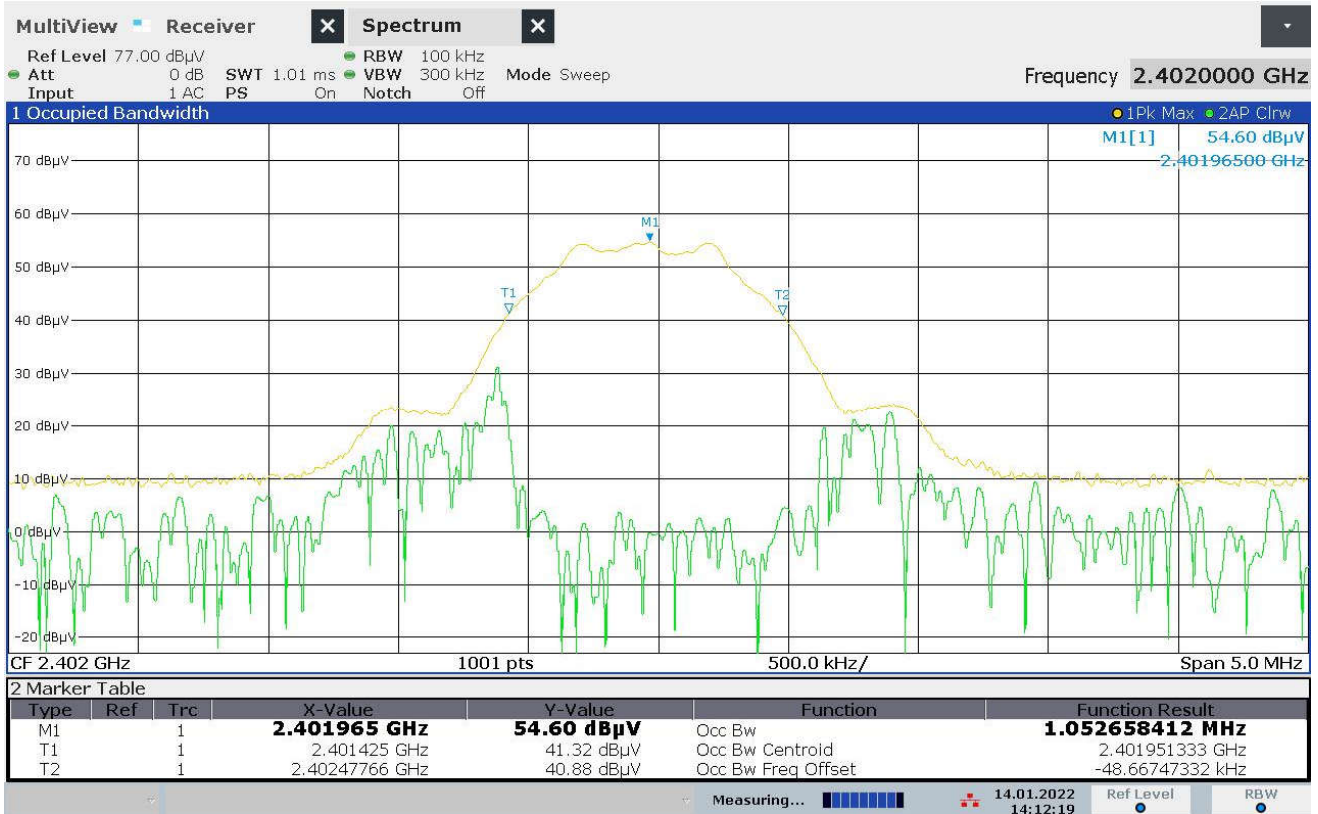 MultiView Receiver X Spectrum X
Ref Level 77.00 dBµV RBW 100 kHz
Att 0 dB SWT 1.01 ms VBW 300 kHz Mode Sweep Frequency 2.4020000 GHz
Input 1 AC PS On Notch Off
1 Occupied Bandwidth 1Pk Max 2AP Clrw
M1[1] 54.60 dBµV
70 dBµV 2.40196500 GHz
60 dBµV
M1
50 dBµV
T1 T2
40 dBµV
30 dBµV
20 dBµV
10 dBµV
0 dBµV
-10 dBµV
-20 dBµV
CF 2.402 GHz 1001 pts 500.0 kHz/ Span 5.0 MHz
2 Marker Table
Type Ref Trc X-Value Y-Value Function Function Result
M1 1 2.401965 GHz 54.60 dBµV Occ Bw 1.052658412 MHz
T1 1 2.401425 GHz 41.32 dBµV Occ Bw Centroid 2.401951333 GHz
T2 1 2.40247766 GHz 40.88 dBµV Occ Bw Freq Offset -48.66747332 kHz
Measuring... 14.01.2022 Ref Level RBW
14:12:19